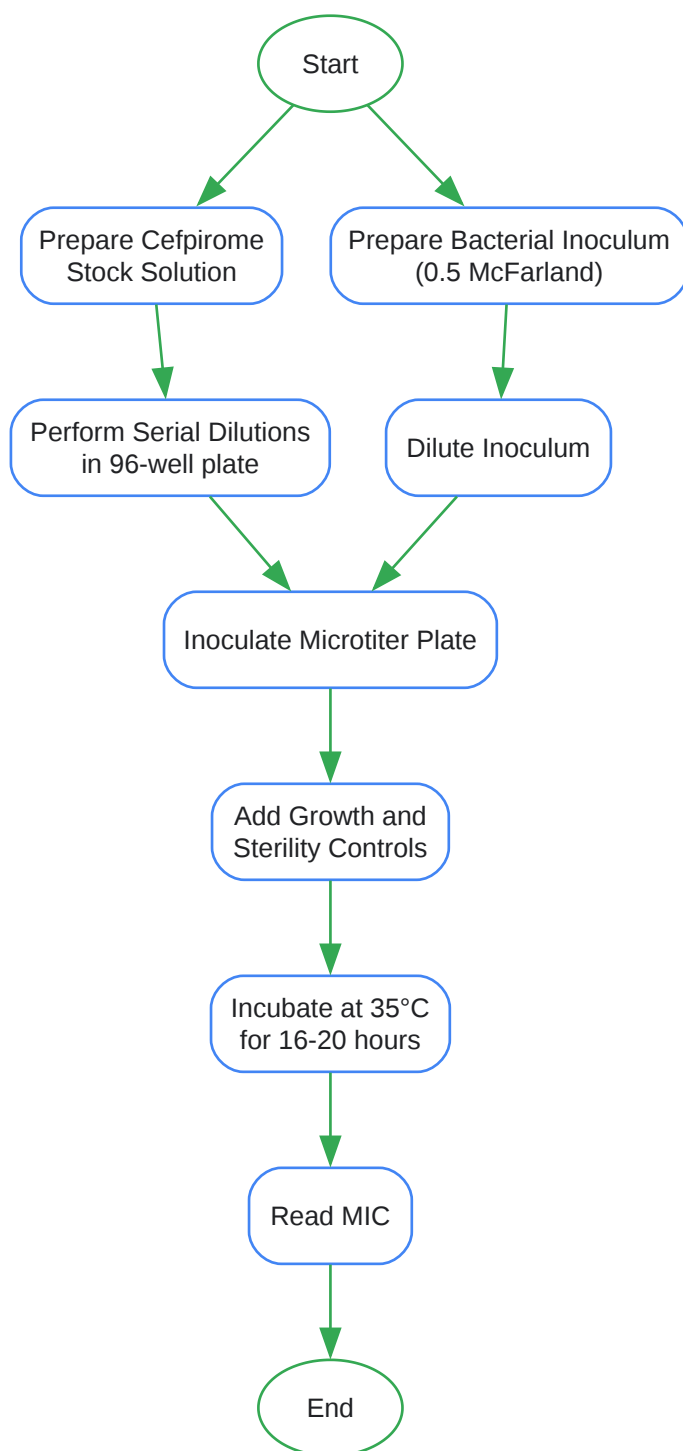 Start
Prepare Cefpirome
Stock Solution
Prepare Bacterial Inoculum
(0.5 McFarland)
Perform Serial Dilutions
in 96-well plate
Dilute Inoculum
Inoculate Microtiter Plate
Add Growth and
Sterility Controls
Incubate at 35°C
for 16-20 hours
Read MIC
End